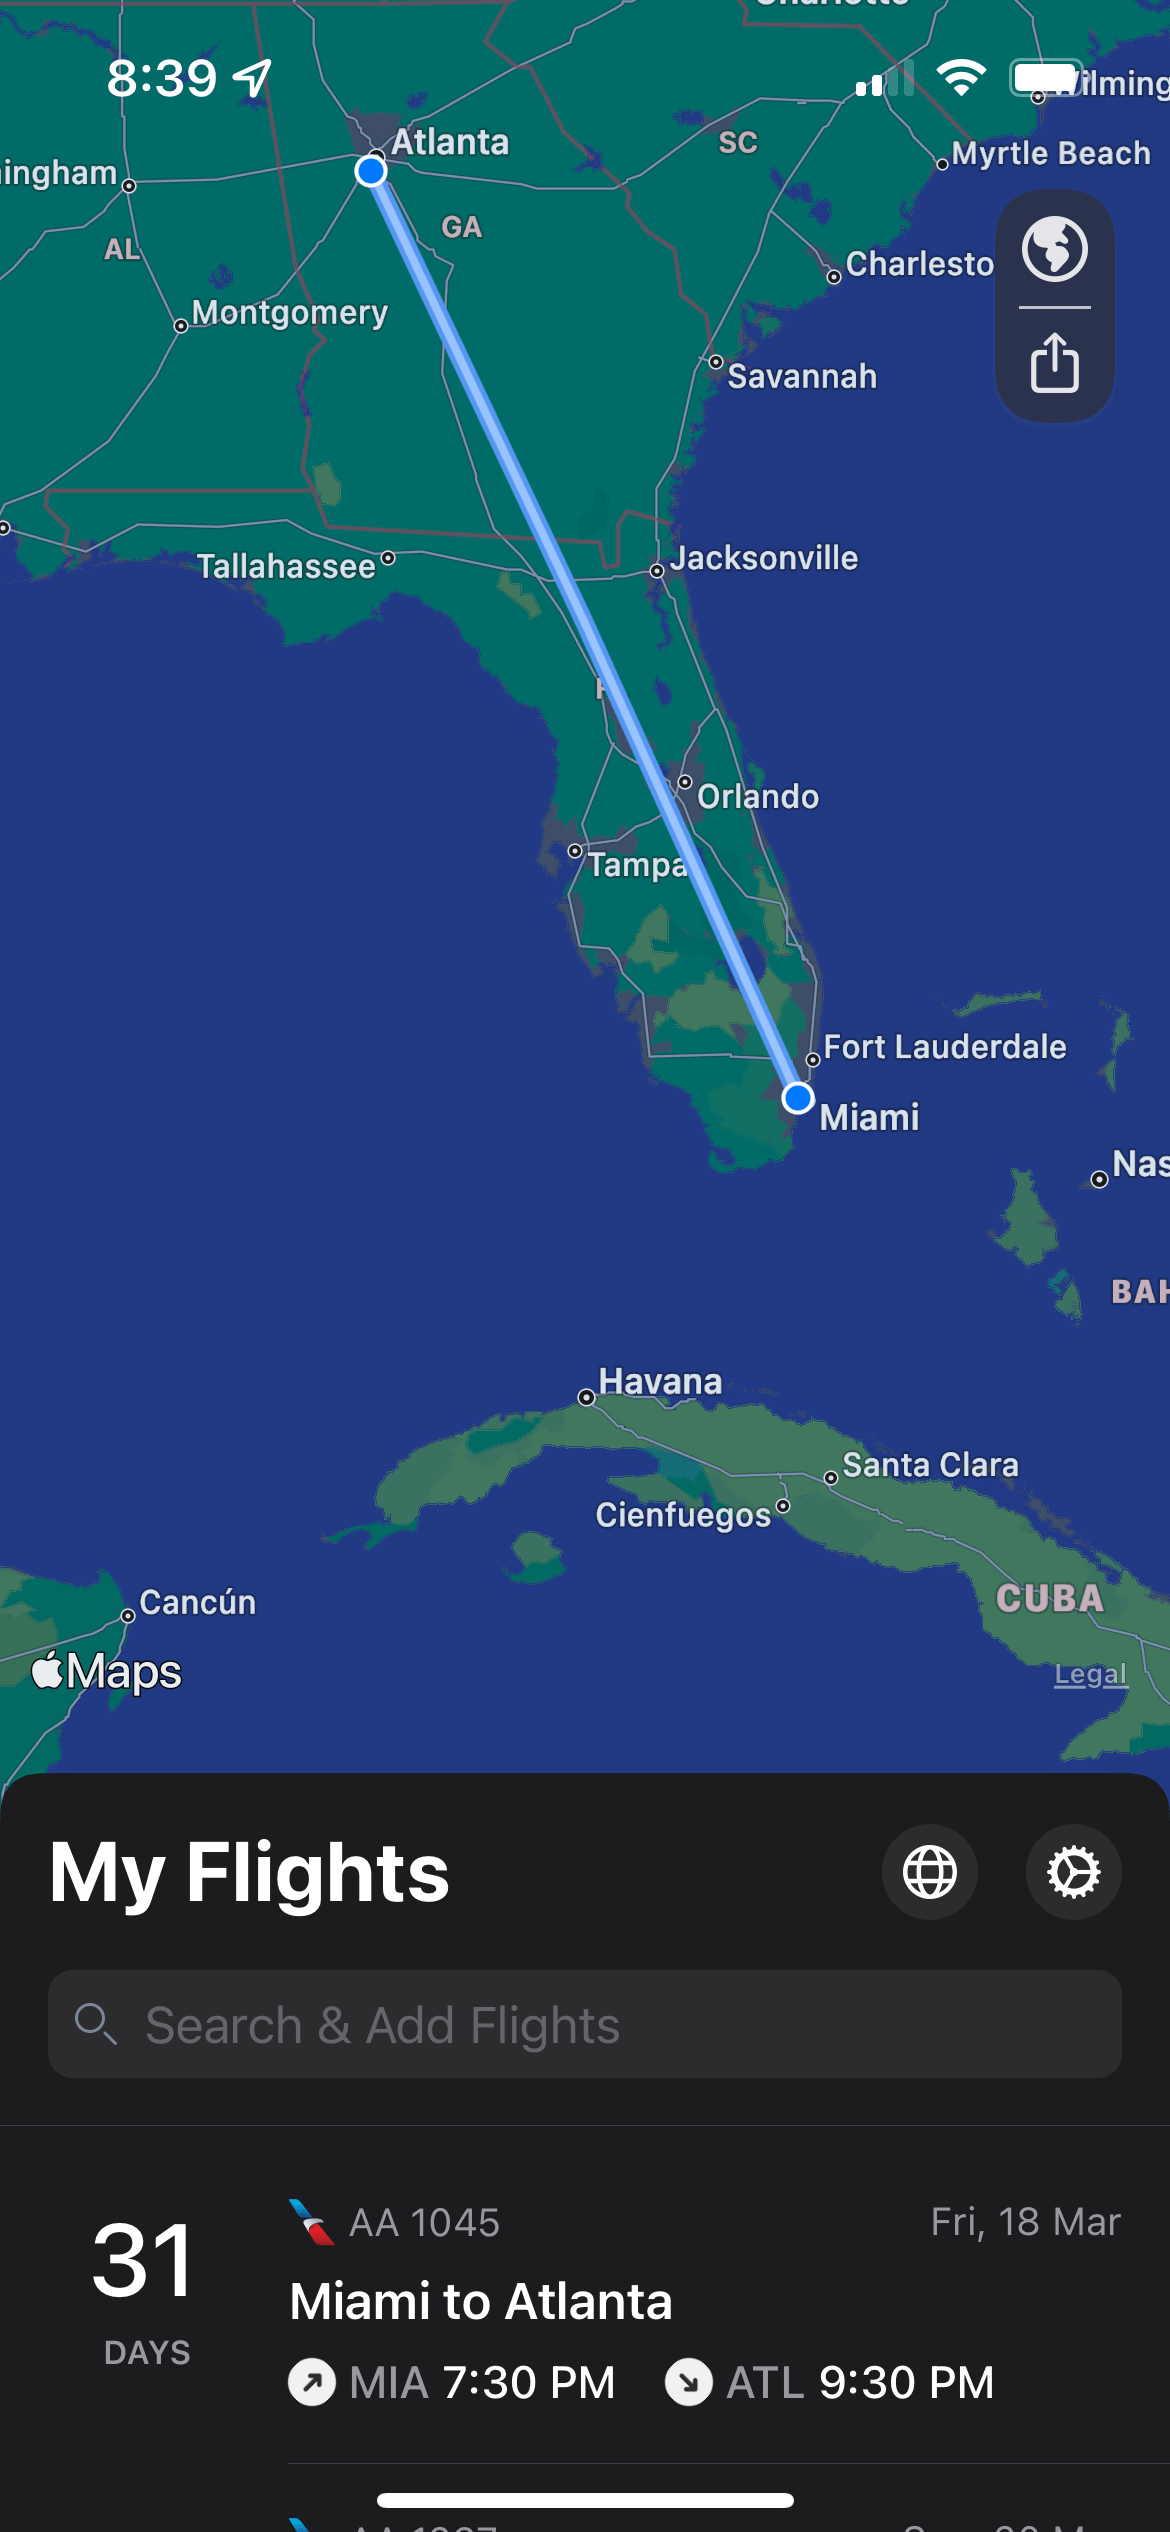 Charlotte
8:39
Wilming
Atlanta
SC
Myrtle Beach
ingham
GA
AL
Charlesto
Montgomery
Savannah
Tallahassee
Jacksonville
F
Orlando
Tampa
Fort Lauderdale
Miami
Nas
BAH
Havana
Santa Clara
Cienfuegos
CUBA
Cancún
Maps
Legal
My Flights
Search & Add Flights
31
DAYS
AA 1045
Fri, 18 Mar
Miami to Atlanta
MIA 7:30 PM
ATL 9:30 PM